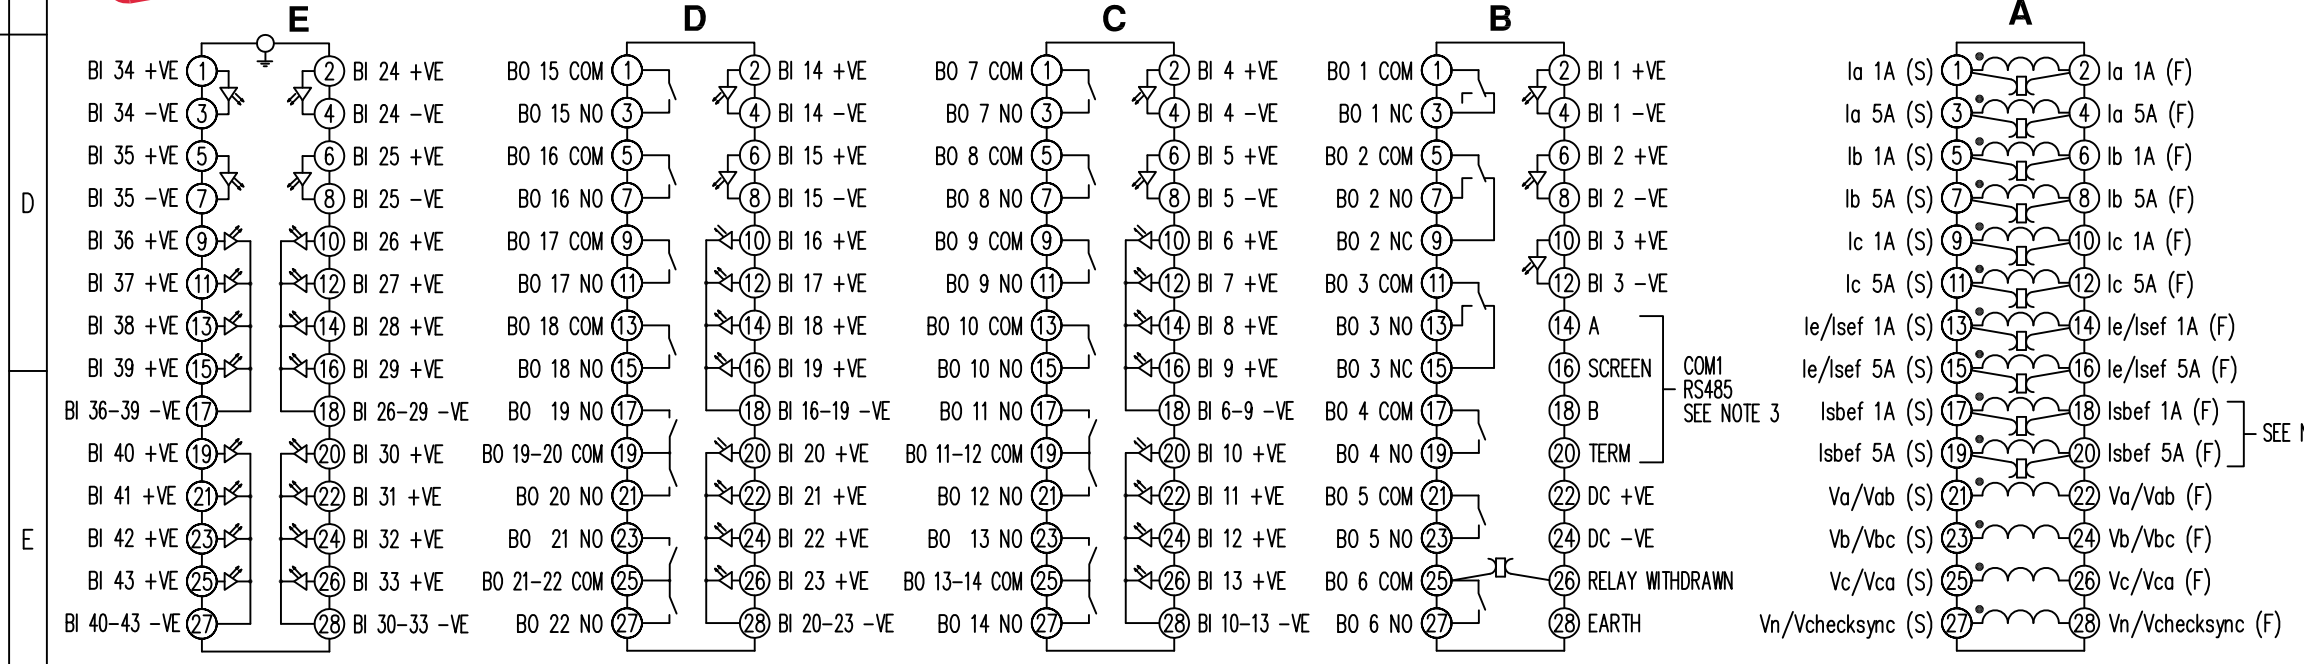 E D C B A
BI 34 +VE 1 2 BI 24 +VE BO 15 COM 1 2 BI 14 +VE BO 7 COM 1 2 BI 4 +VE BO 1 COM 1 2 BI 1 +VE Ia 1A (S) 1 2 Ia 1A (F)
BI 34 -VE 3 4 BI 24 -VE BO 15 NO 3 4 BI 14 -VE BO 7 NO 3 4 BI 4 -VE BO 1 NC 3 4 BI 1 -VE Ia 5A (S) 3 4 Ia 5A (F)
BI 35 +VE 5 6 BI 25 +VE BO 16 COM 5 6 BI 15 +VE BO 8 COM 5 6 BI 5 +VE BO 2 COM 5 6 BI 2 +VE Ib 1A (S) 5 6 Ib 1A (F)
D BI 35 -VE 7 8 BI 25 -VE BO 16 NO 7 8 BI 15 -VE BO 8 NO 7 8 BI 5 -VE BO 2 NO 7 8 BI 2 -VE Ib 5A (S) 7 8 Ib 5A (F)
BI 36 +VE 9 10 BI 26 +VE BO 17 COM 9 10 BI 16 +VE BO 9 COM 9 10 BI 6 +VE BO 2 NC 9 10 BI 3 +VE Ic 1A (S) 9 10 Ic 1A (F)
BI 37 +VE 11 12 BI 27 +VE BO 17 NO 11 12 BI 17 +VE BO 9 NO 11 12 BI 7 +VE BO 3 COM 11 12 BI 3 -VE Ic 5A (S) 11 12 Ic 5A (F)
BI 38 +VE 13 14 BI 28 +VE BO 18 COM 13 14 BI 18 +VE BO 10 COM 13 14 BI 8 +VE BO 3 NO 13 14 A Ie/Isef 1A (S) 13 14 Ie/Isef 1A (F)
BI 39 +VE 15 16 BI 29 +VE BO 18 NO 15 16 BI 19 +VE BO 10 NO 15 16 BI 9 +VE BO 3 NC 15 16 SCREEN COM1 Ie/Isef 5A (S) 15 16 Ie/Isef 5A (F)
RS485
BI 36-39 -VE 17 18 BI 26-29 -VE BO 19 NO 17 18 BI 16-19 -VE BO 11 NO 17 18 BI 6-9 -VE BO 4 COM 17 18 B SEE NOTE 3 Isbef 1A (S) 17 18 Isbef 1A (F)
SEE
BI 40 +VE 19 20 BI 30 +VE BO 19-20 COM 19 20 BI 20 +VE BO 11-12 COM 19 20 BI 10 +VE BO 4 NO 19 20 TERM Isbef 5A (S) 19 20 Isbef 5A (F)
BI 41 +VE 21 22 BI 31 +VE BO 20 NO 21 22 BI 21 +VE BO 12 NO 21 22 BI 11 +VE BO 5 COM 21 22 DC +VE Va/Vab (S) 21 22 Va/Vab (F)
E BI 42 +VE 23 24 BI 32 +VE BO 21 NO 23 24 BI 22 +VE BO 13 NO 23 24 BI 12 +VE BO 5 NO 23 24 DC -VE Vb/Vbc (S) 23 24 Vb/Vbc (F)
BI 43 +VE 25 26 BI 33 +VE BO 21-22 COM 25 26 BI 23 +VE BO 13-14 COM 25 26 BI 13 +VE BO 6 COM 25 26 RELAY WITHDRAWN Vc/Vca (S) 25 26 Vc/Vca (F)
BI 40-43 -VE 27 28 BI 30-33 -VE BO 22 NO 27 28 BI 20-23 -VE BO 14 NO 27 28 BI 10-13 -VE BO 6 NO 27 28 EARTH Vn/Vchecksync (S) 27 28 Vn/Vchecksync (F)